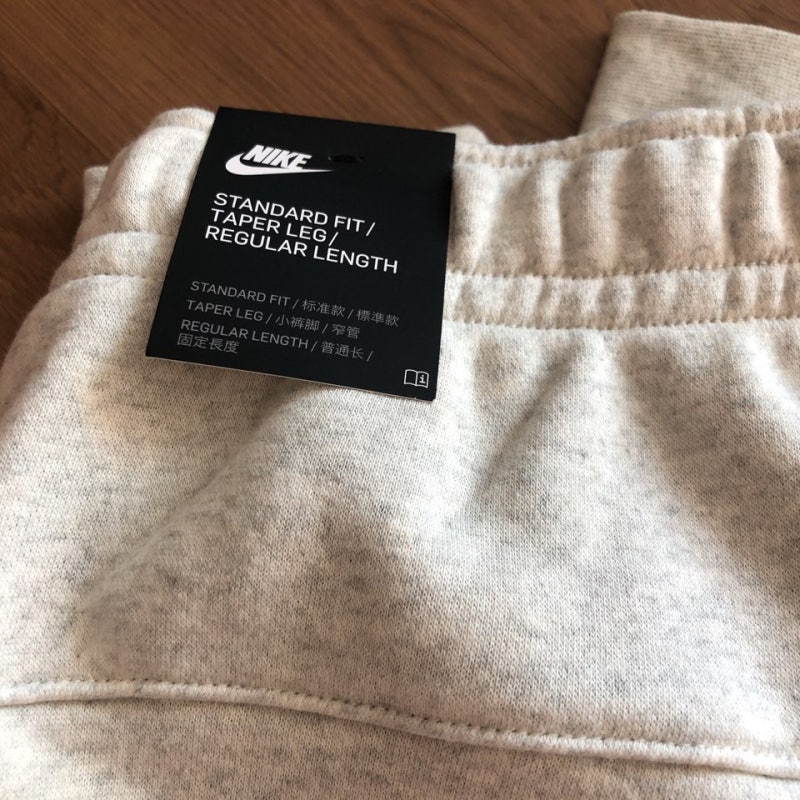 NIKE
STANDARD FIT/
TAPER LEG/
REGULAR LENGTH
STANDARD FIT / 标准款 / 標準款
TAPER LEG / 小裤脚 / 窄管
REGULAR LENGTH / 普通长 /
固定長度
i